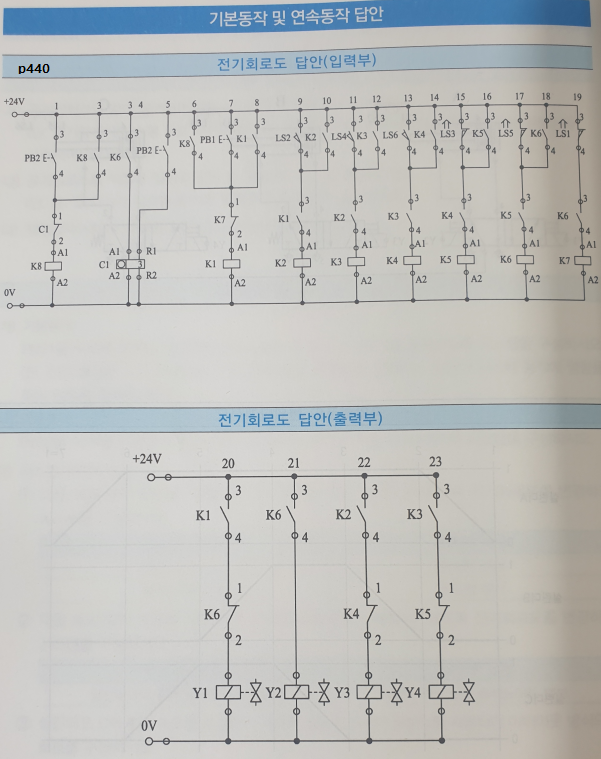 기본동작 및 연속동작 답안
p440
전기회로도 답안(입력부)
+24V 1 3 3 4 5 6 7 8 9 10 11 12 13 14 15 16 17 18 19
3 3 3 3 3 3 3 3 3 3 3 3 3 3 3 3 3 3
PB2 K8 K6 PB2 K8 PB1 K1 LS2 K2 LS4 K3 LS6 K4 LS3 K5 LS5 K6 LS1
4 4 4 4 4 4 4 4 4 4 4 4 4 4 4 4 4 4
1 1 3 3 3 3 3 3
C1 K7 K1 K2 K3 K4 K5 K6
2 2 4 4 4 4 4 4
A1 A1 R1 A1 A1 A1 A1 A1 A1 A1
K8 C1 3 K1 K2 K3 K4 K5 K6 K7
A2 A2 R2 A2 A2 A2 A2 A2 A2 A2
0V
전기회로도 답안(출력부)
+24V 20 21 22 23
3 3 3 3
K1 K6 K2 K3
4 4 4 4
1 1 1
K6 K4 K5
2 2 2
Y1 Y2 Y3 Y4
0V